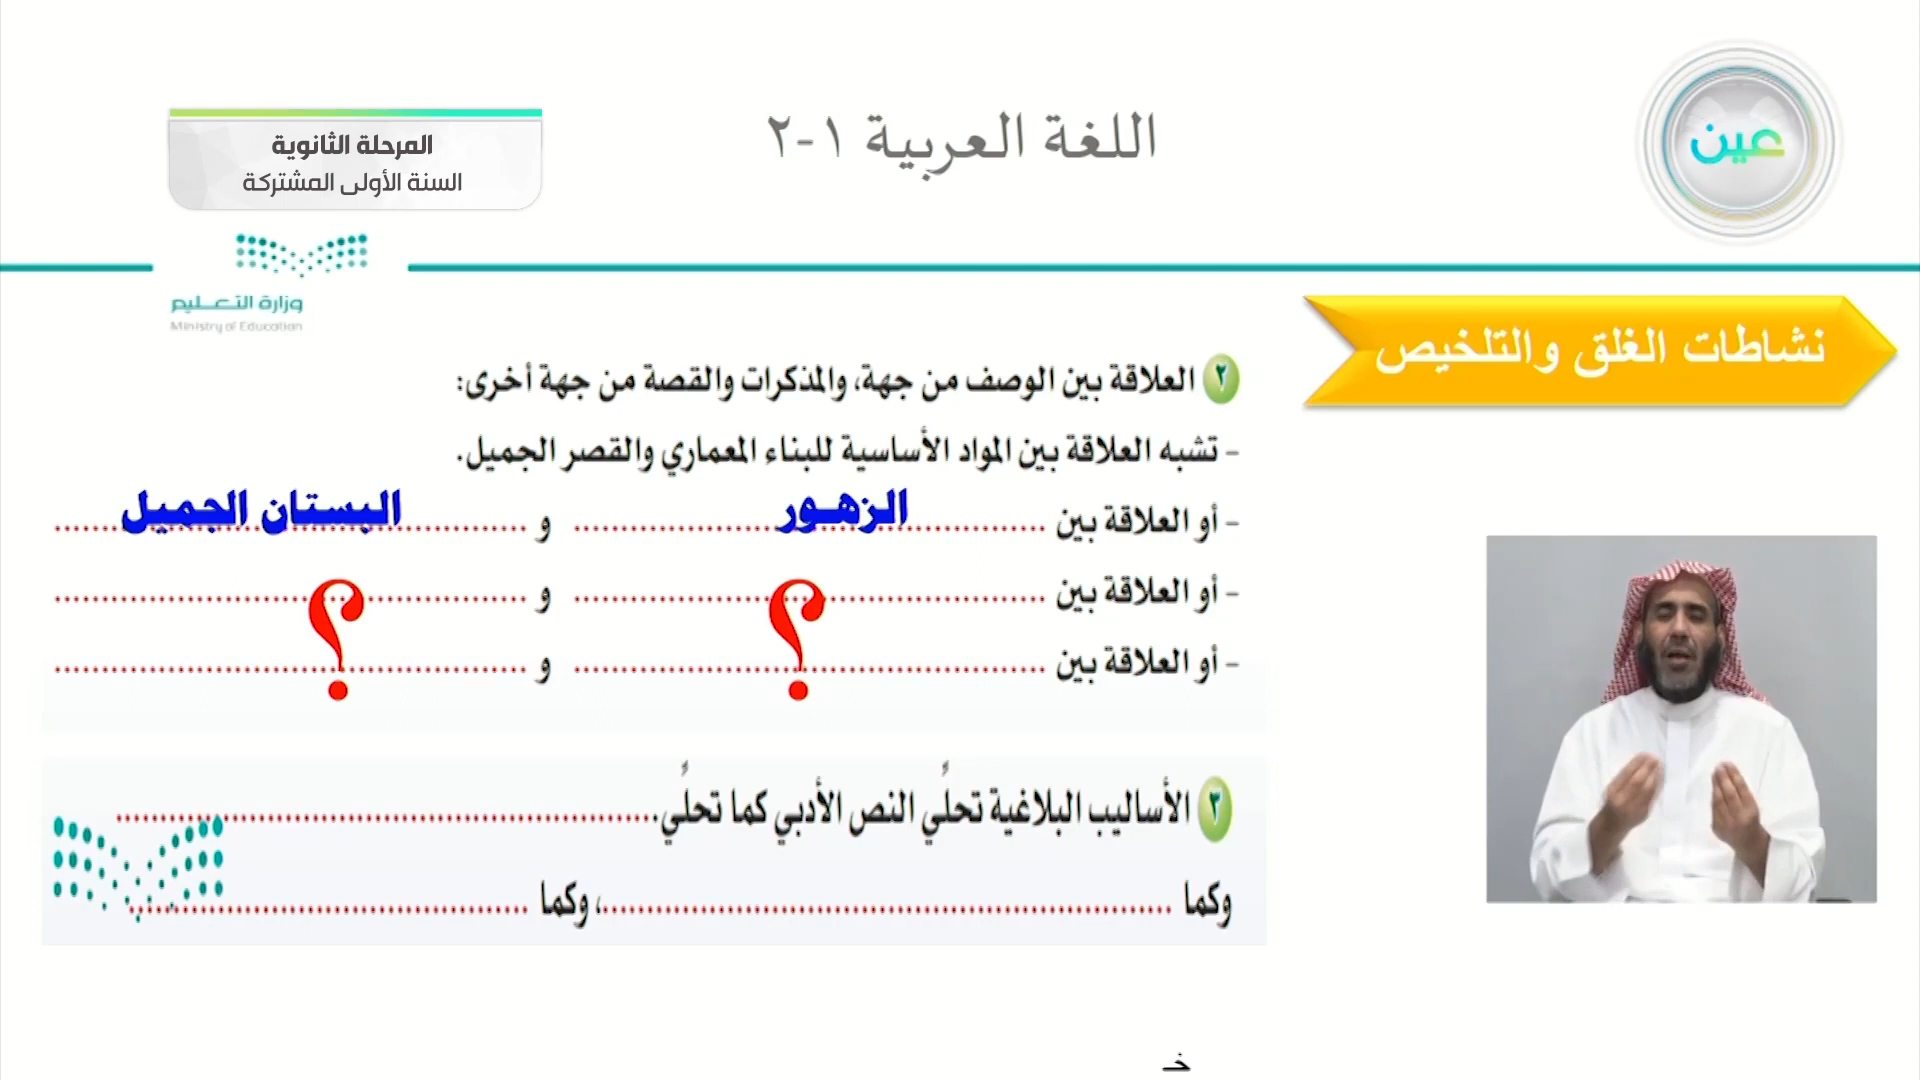 عين
اللغة العربية ١-٢
المرحلة الثانوية
السنة الأولى المشتركة
وزارة التعليم
Ministry of Education
نشاطات الغلق والتلخيص
٢ العلاقة بين الوصف من جهة، والمذكرات والقصة من جهة أخرى:
- تشبه العلاقة بين المواد الأساسية للبناء المعماري والقصر الجميل.
- أو العلاقة بين الزهور و البستان الجميل
- أو العلاقة بين ؟ و ؟
- أو العلاقة بين و
٣ الأساليب البلاغية تحلِّي النص الأدبي كما تحلِّي
وكما ، وكما
خـ